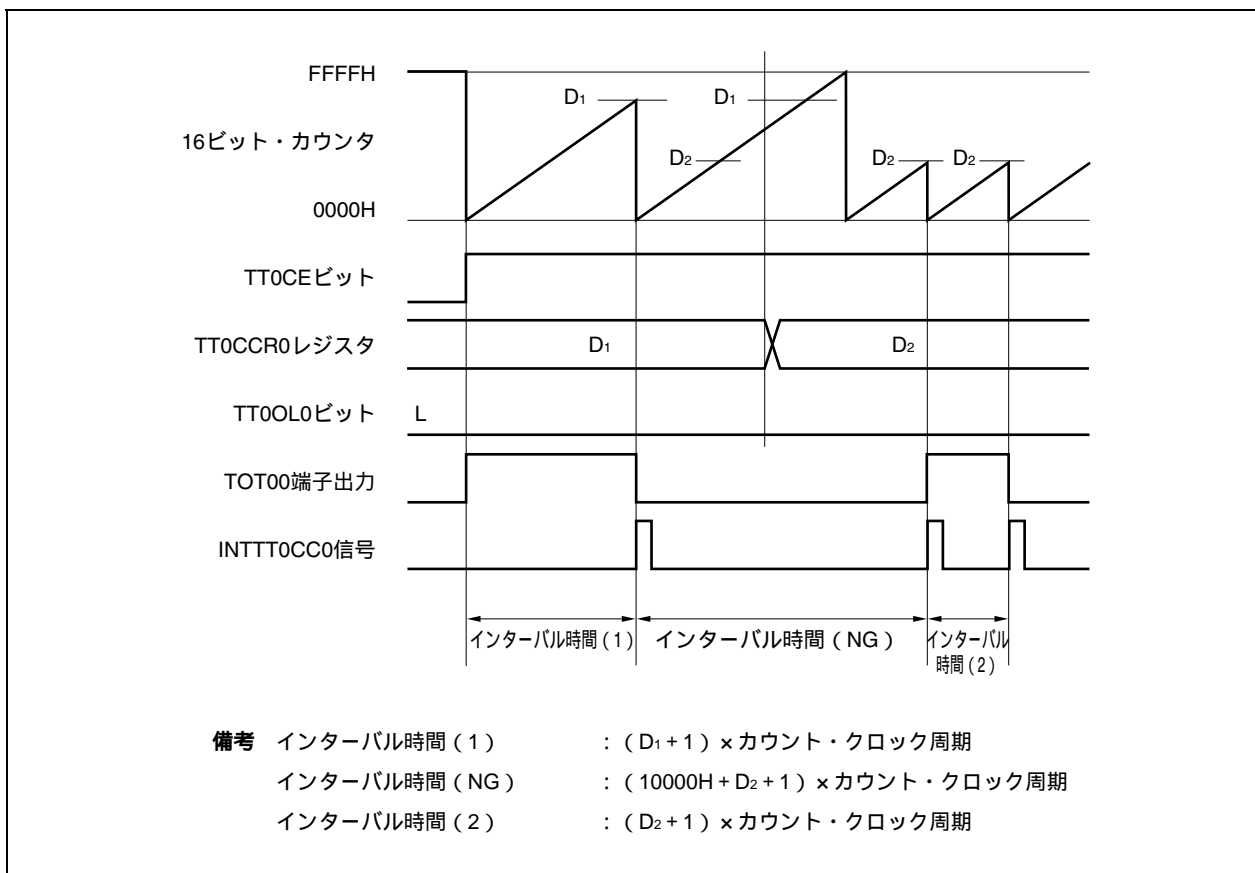 FFFFH
D1 D1
16ビット・カウンタ
D2 D2 D2
0000H
TT0CEビット
TT0CCR0レジスタ D1 D2
TT0OL0ビット L
TOT00端子出力
INTTT0CC0信号
インターバル時間(1) インターバル時間(NG) インターバル
時間(2)
備考 インターバル時間(1) :(D1+1)×カウント・クロック周期
インターバル時間(NG) :(10000H+D2+1)×カウント・クロック周期
インターバル時間(2) :(D2+1)×カウント・クロック周期